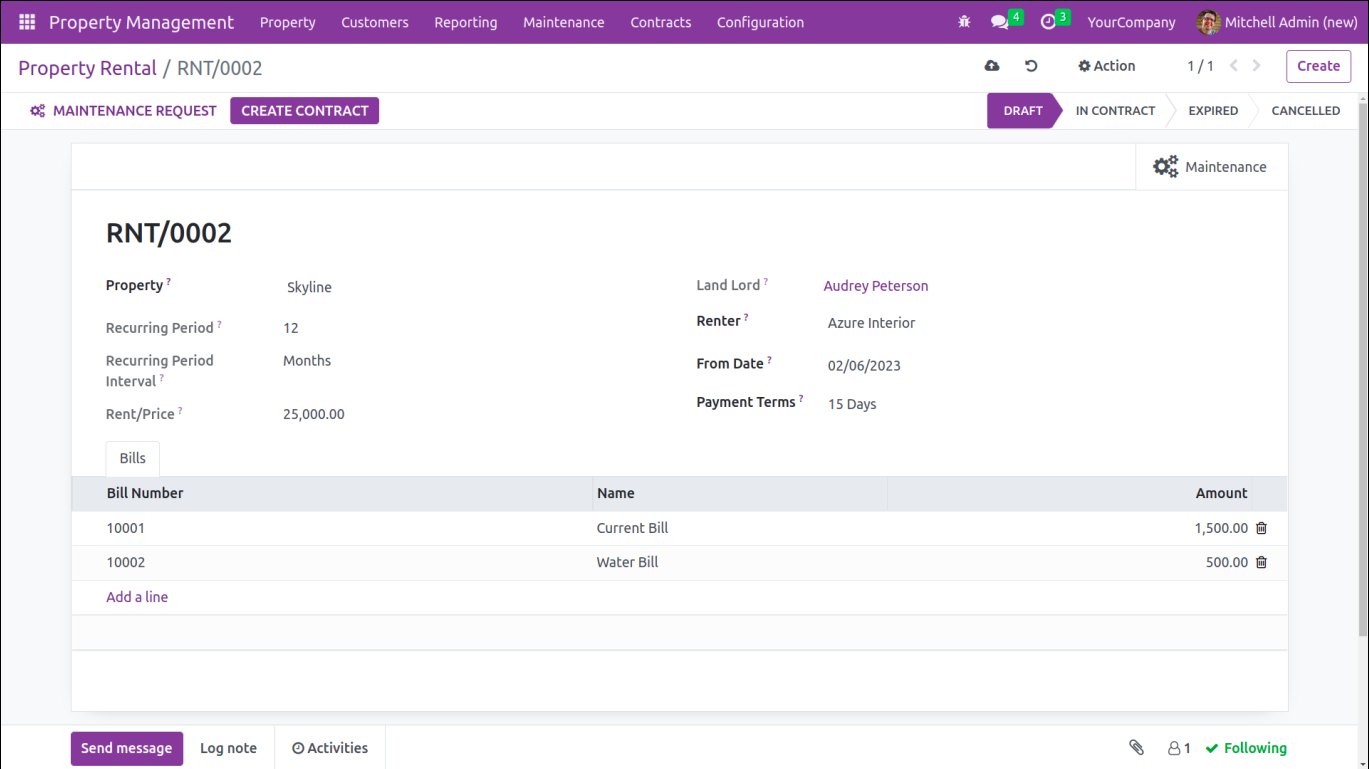 Property Management Property Customers Reporting Maintenance Contracts Configuration 4 3 YourCompany Mitchell Admin (new)
Property Rental / RNT/0002 Action 1 / 1 Create
MAINTENANCE REQUEST CREATE CONTRACT DRAFT IN CONTRACT EXPIRED CANCELLED
Maintenance
RNT/0002
Property ? Skyline Land Lord ? Audrey Peterson
Renter ? Azure Interior
Recurring Period ? 12
Recurring Period Months From Date ? 02/06/2023
Interval ?
Payment Terms ? 15 Days
Rent/Price ? 25,000.00
Bills
Bill Number Name Amount
10001 Current Bill 1,500.00
10002 Water Bill 500.00
Add a line
Send message Log note Activities 1 Following